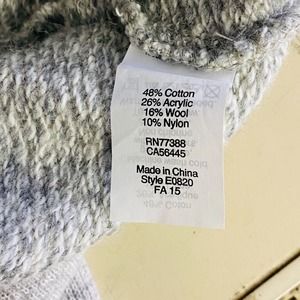 48% Cotton
26% Acrylic
16% Wool
10% Nylon
RN77388
CA56445
Made in China
Style E0820
FA 15